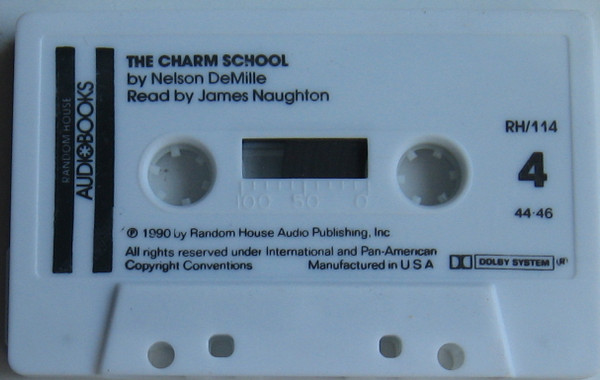 THE CHARM SCHOOL
by Nelson DeMille
Read by James Naughton
RANDOM HOUSE
AUDIOBOOKS
RH/114
4
44·46
100 50 0
℗ 1990 by Random House Audio Publishing, Inc
All rights reserved under International and Pan-American
Copyright Conventions Manufactured in U S A
DOLBY SYSTEM ®